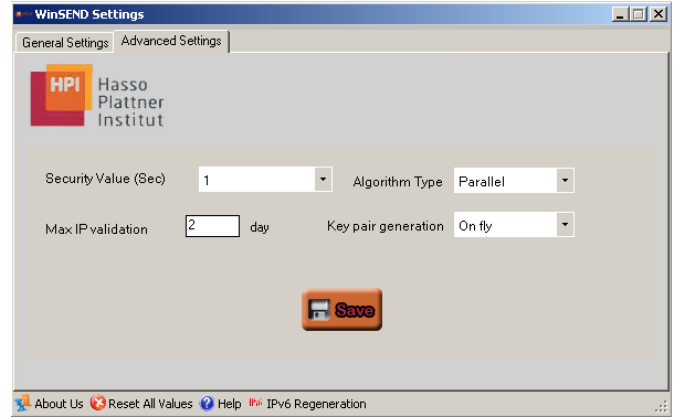 WinSEND Settings
General Settings Advanced Settings
HPI Hasso
Plattner
Institut
Security Value (Sec) 1 Algorithm Type Parallel
Max IP validation 2 day Key pair generation On fly
Save
About Us Reset All Values Help IPv6 IPv6 Regeneration